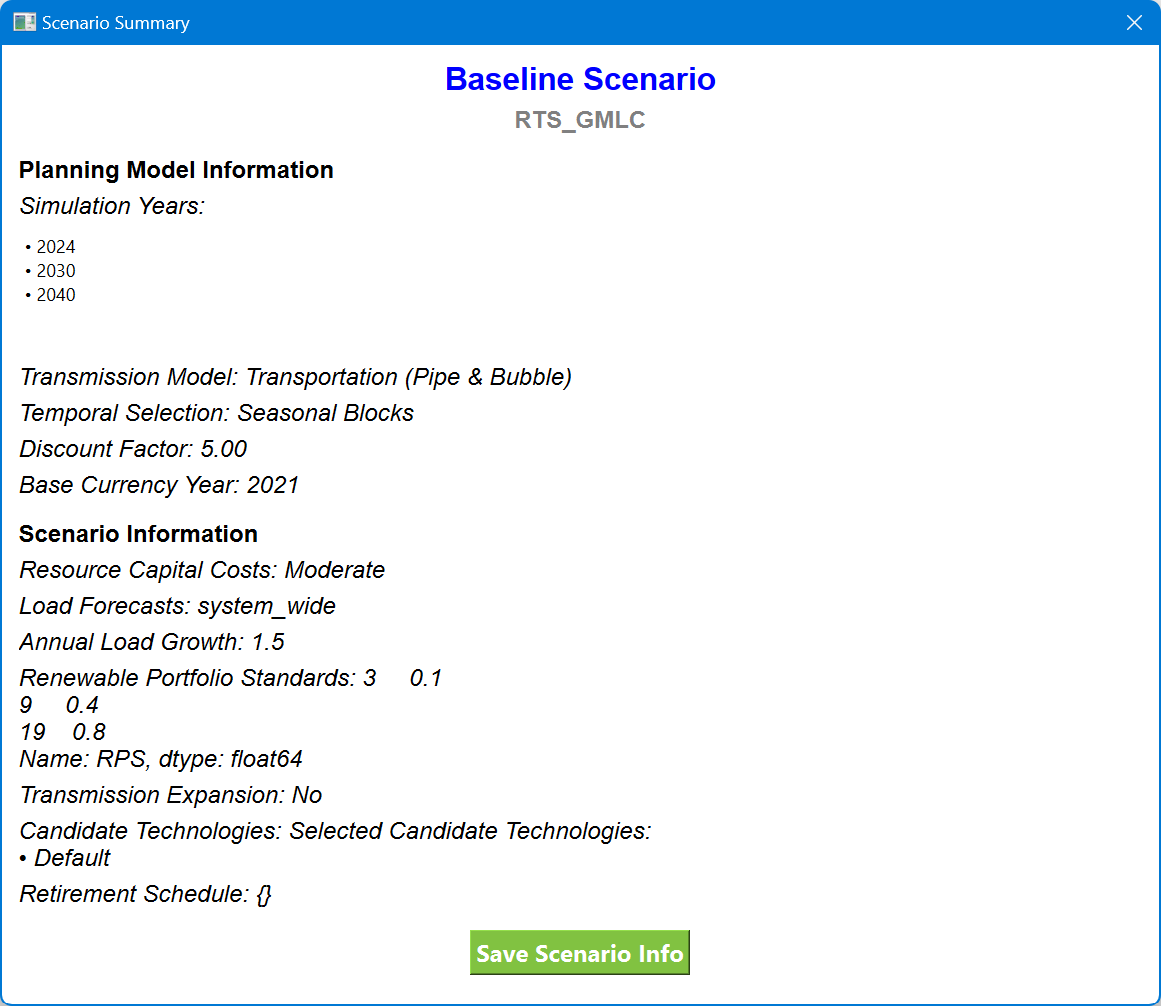 Scenario Summary
Baseline Scenario
RTS_GMLC
Planning Model Information
Simulation Years:
• 2024
• 2030
• 2040
Transmission Model: Transportation (Pipe & Bubble)
Temporal Selection: Seasonal Blocks
Discount Factor: 5.00
Base Currency Year: 2021
Scenario Information
Resource Capital Costs: Moderate
Load Forecasts: system_wide
Annual Load Growth: 1.5
Renewable Portfolio Standards: 3     0.1
9     0.4
19    0.8
Name: RPS, dtype: float64
Transmission Expansion: No
Candidate Technologies: Selected Candidate Technologies:
• Default
Retirement Schedule: {}
Save Scenario Info